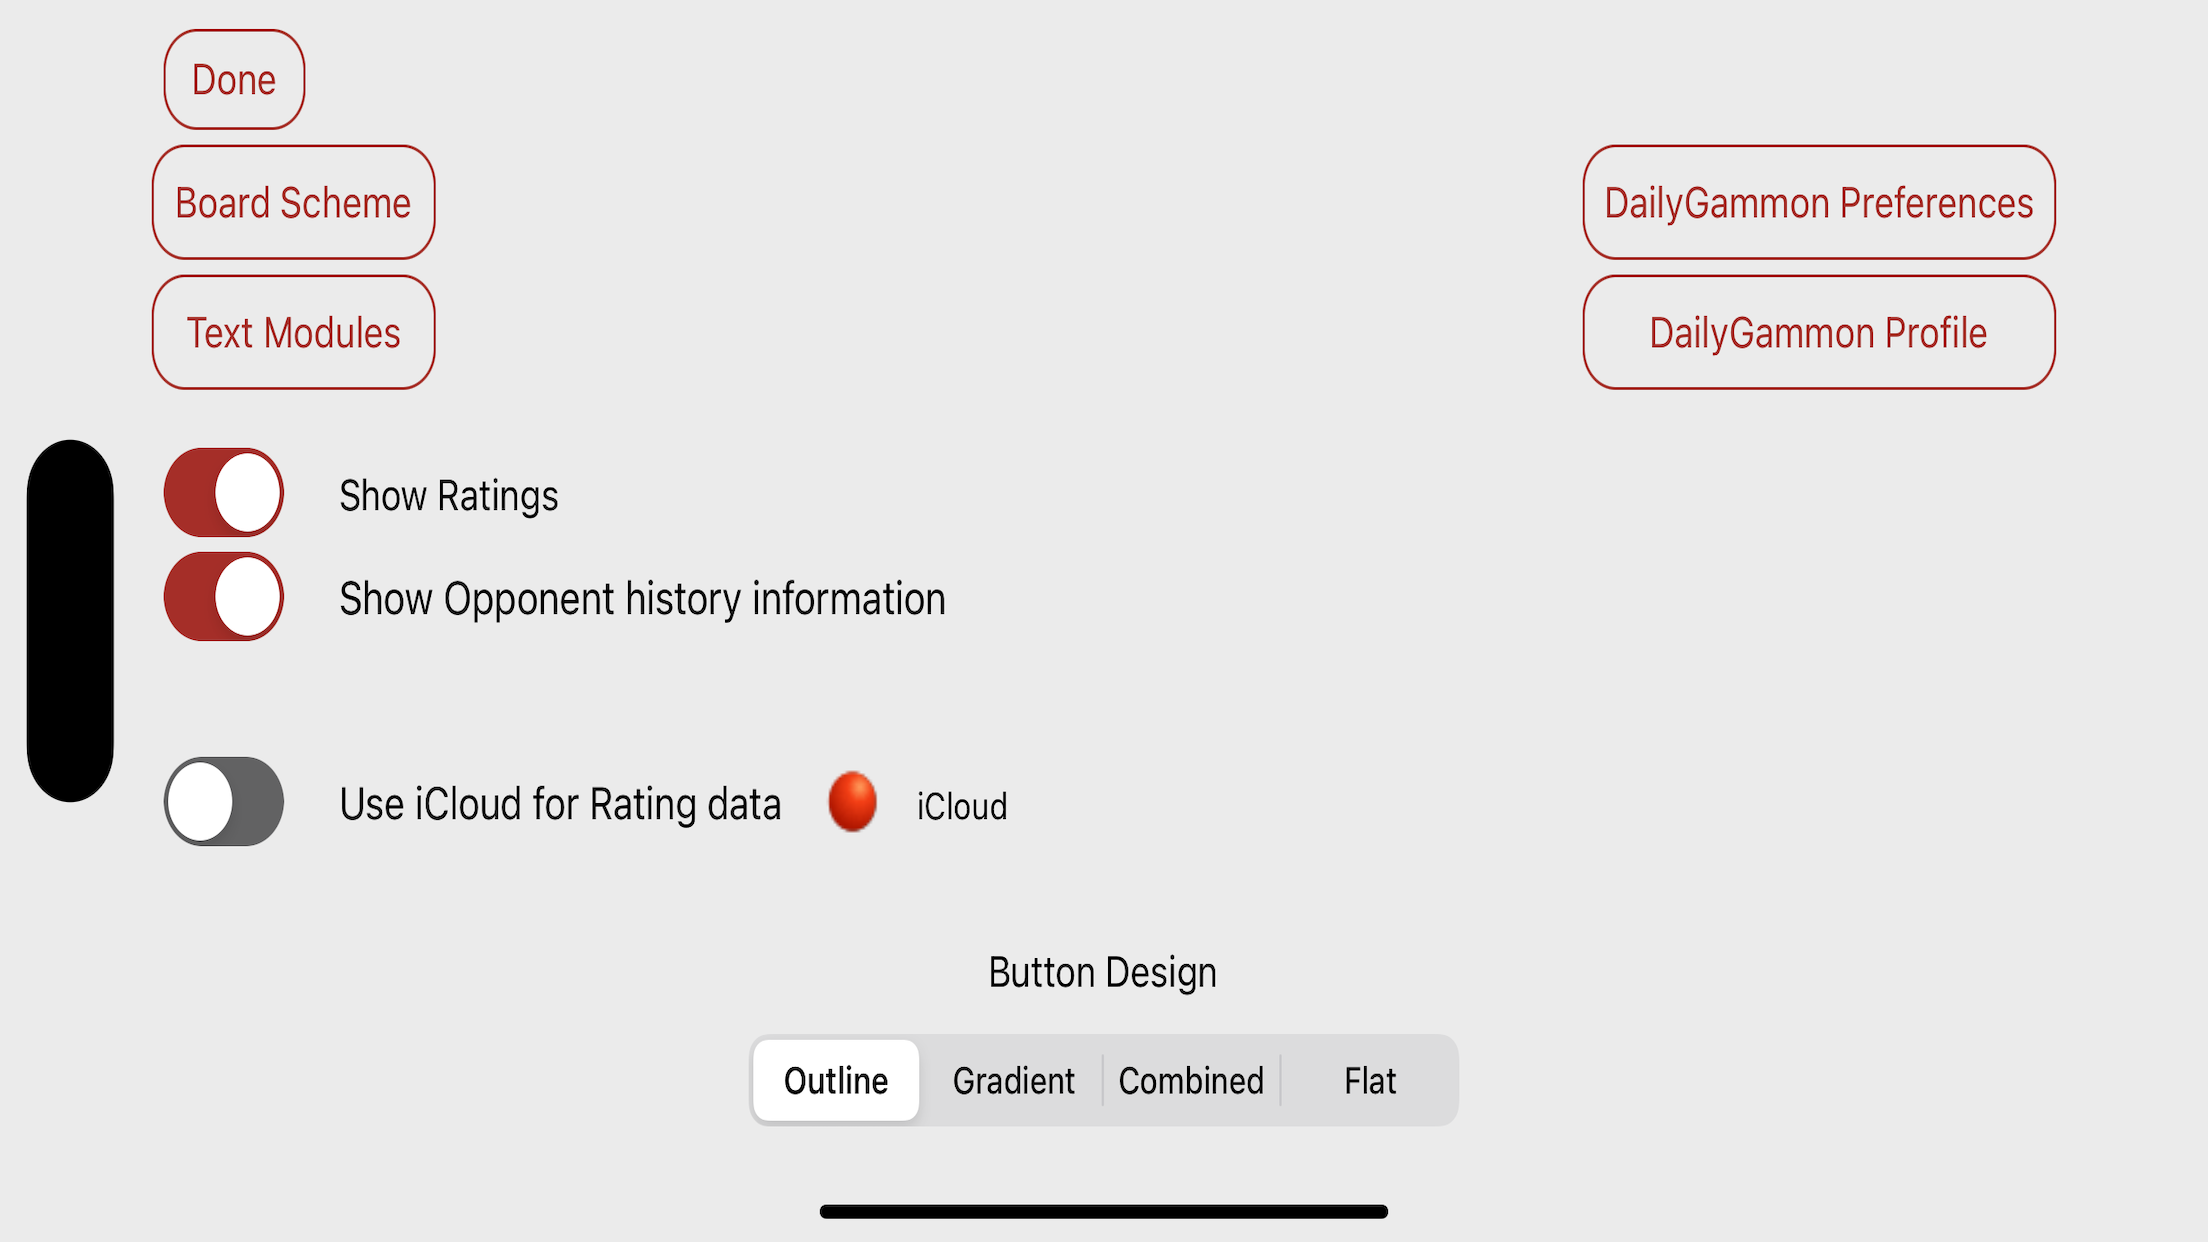 Done
Board Scheme
DailyGammon Preferences
Text Modules
DailyGammon Profile
Show Ratings
Show Opponent history information
Use iCloud for Rating data
iCloud
Button Design
Outline
Gradient
Combined
Flat